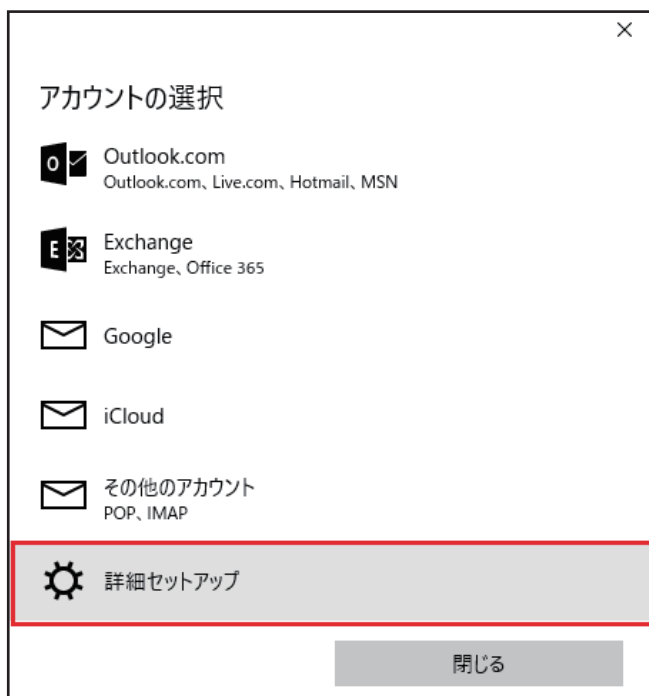 アカウントの選択
Outlook.com
Outlook.com、Live.com、Hotmail、MSN
Exchange
Exchange、Office 365
Google
iCloud
その他のアカウント
POP、IMAP
詳細セットアップ
閉じる